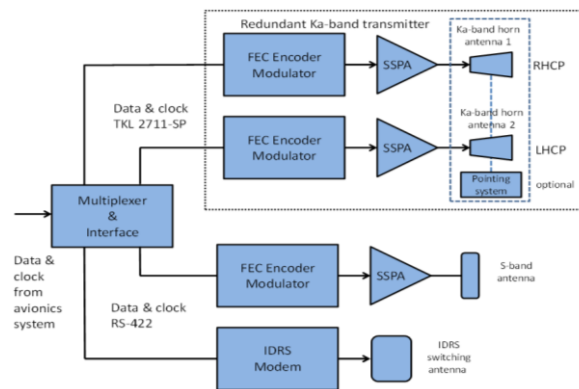 Redundant Ka-band transmitter
FEC Encoder
Modulator
SSPA
Ka-band horn
antenna 1
RHCP
Data & clock
TKL 2711-SP
FEC Encoder
Modulator
SSPA
Ka-band horn
antenna 2
LHCP
Pointing
system
optional
Multiplexer
&
Interface
Data &
clock
from
avionics
system
FEC Encoder
Modulator
SSPA
S-band
antenna
Data & clock
RS-422
IDRS
Modem
IDRS
switching
antenna